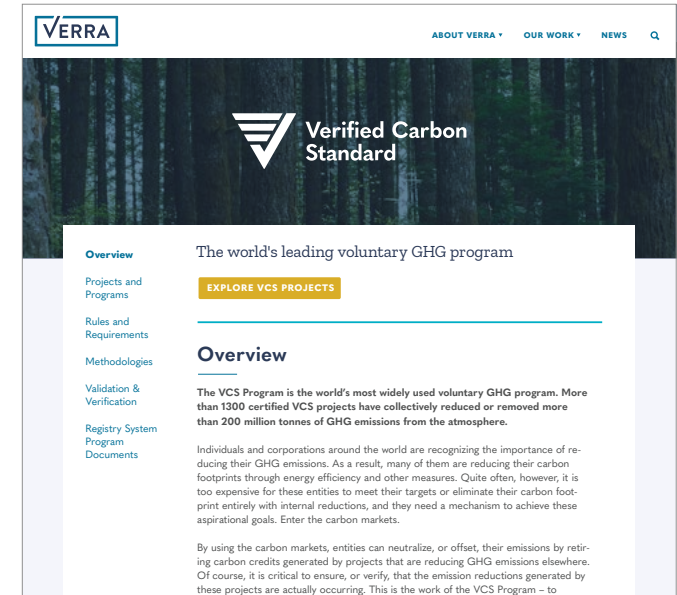 VERRA
ABOUT VERRA ▾ OUR WORK ▾ NEWS
Verified Carbon
Standard
Overview
Projects and
Programs
Rules and
Requirements
Methodologies
Validation &
Verification
Registry System
Program
Documents
The world's leading voluntary GHG program
EXPLORE VCS PROJECTS
Overview
The VCS Program is the world's most widely used voluntary GHG program. More
than 1300 certified VCS projects have collectively reduced or removed more
than 200 million tonnes of GHG emissions from the atmosphere.
Individuals and corporations around the world are recognizing the importance of re-
ducing their GHG emissions. As a result, many of them are reducing their carbon
footprints through energy efficiency and other measures. Quite often, however, it is
too expensive for these entities to meet their targets or eliminate their carbon foot-
print entirely with internal reductions, and they need a mechanism to achieve these
aspirational goals. Enter the carbon markets.
By using the carbon markets, entities can neutralize, or offset, their emissions by retir-
ing carbon credits generated by projects that are reducing GHG emissions elsewhere.
Of course, it is critical to ensure, or verify, that the emission reductions generated by
these projects are actually occurring. This is the work of the VCS Program – to